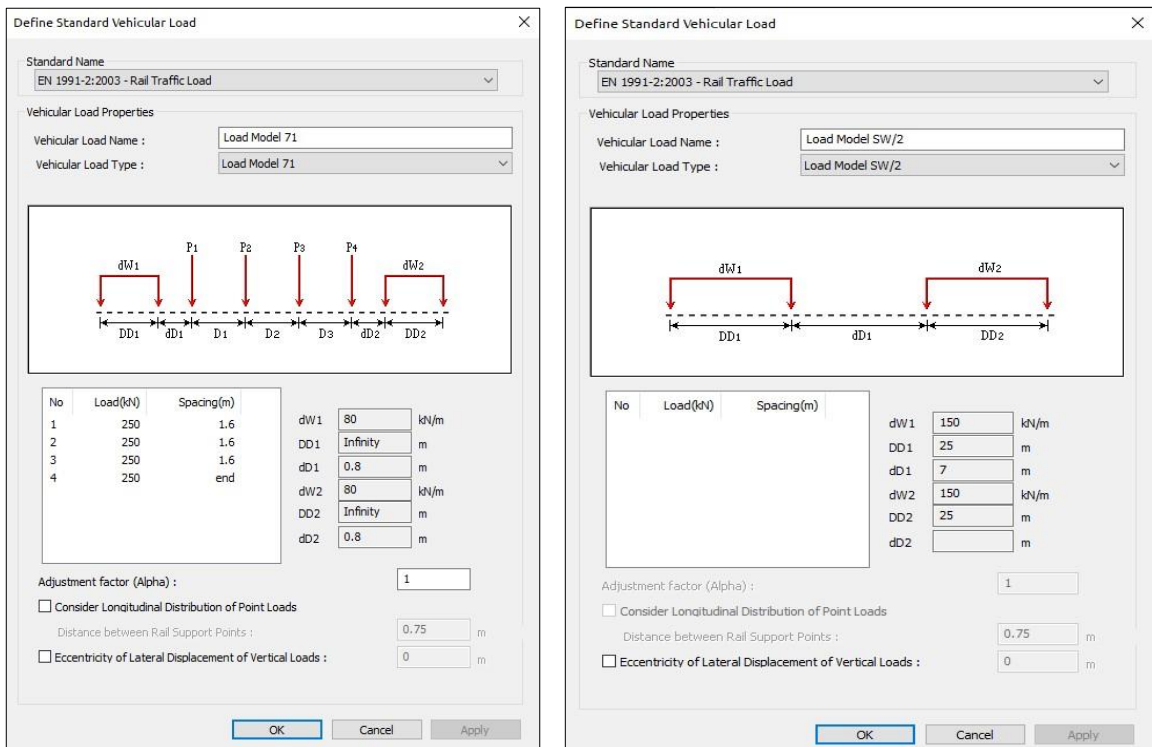 Define Standard Vehicular Load
Standard Name
EN 1991-2:2003 - Rail Traffic Load
Vehicular Load Properties
Vehicular Load Name : Load Model 71
Vehicular Load Type : Load Model 71
P1 P2 P3 P4
dW1 dW2
DD1 dD1 D1 D2 D3 dD2 DD2
No Load(kN) Spacing(m)
1 250 1.6
2 250 1.6
3 250 1.6
4 250 end
dW1 80 kN/m
DD1 Infinity m
dD1 0.8 m
dW2 80 kN/m
DD2 Infinity m
dD2 0.8 m
Adjustment factor (Alpha) : 1
Consider Longitudinal Distribution of Point Loads
Distance between Rail Support Points : 0.75 m
Eccentricity of Lateral Displacement of Vertical Loads : 0 m
OK Cancel Apply
Define Standard Vehicular Load
Standard Name
EN 1991-2:2003 - Rail Traffic Load
Vehicular Load Properties
Vehicular Load Name : Load Model SW/2
Vehicular Load Type : Load Model SW/2
dW1 dW2
DD1 dD1 DD2
No Load(kN) Spacing(m)
dW1 150 kN/m
DD1 25 m
dD1 7 m
dW2 150 kN/m
DD2 25 m
dD2 m
Adjustment factor (Alpha) : 1
Consider Longitudinal Distribution of Point Loads
Distance between Rail Support Points : 0.75 m
Eccentricity of Lateral Displacement of Vertical Loads : 0 m
OK Cancel Apply